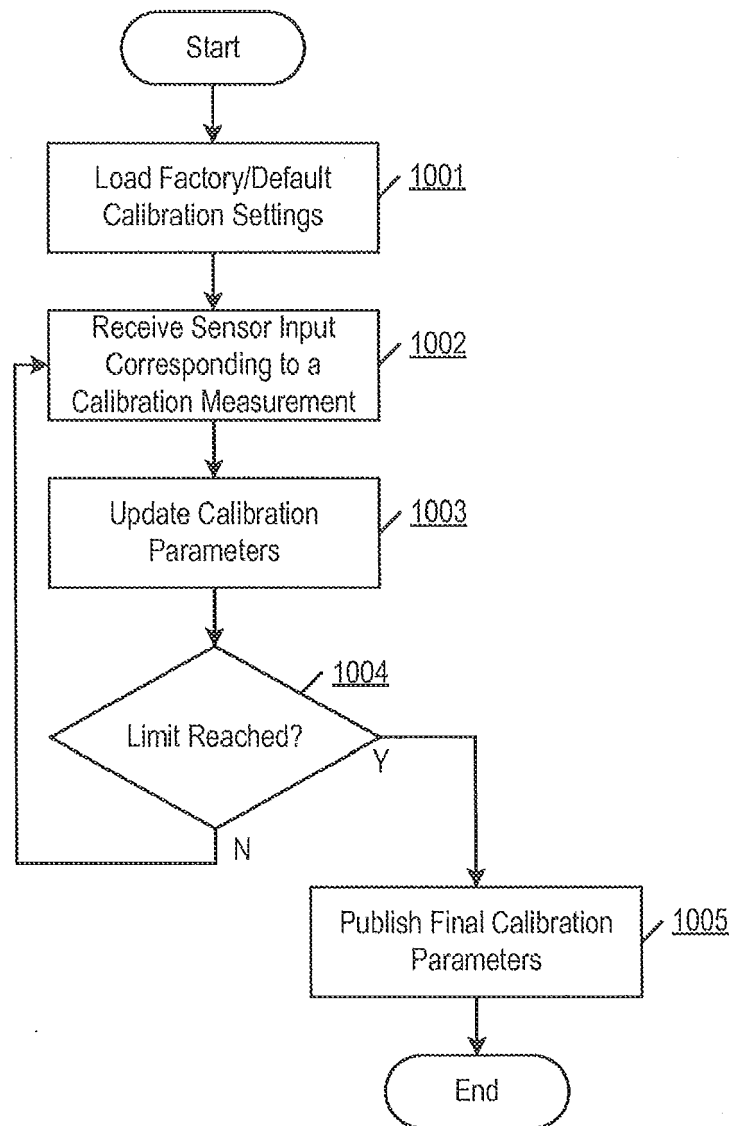 Start
Load Factory/Default
Calibration Settings
1001
Receive Sensor Input
Corresponding to a
Calibration Measurement
1002
Update Calibration
Parameters
1003
1004
Limit Reached?
Y
N
Publish Final Calibration
Parameters
1005
End